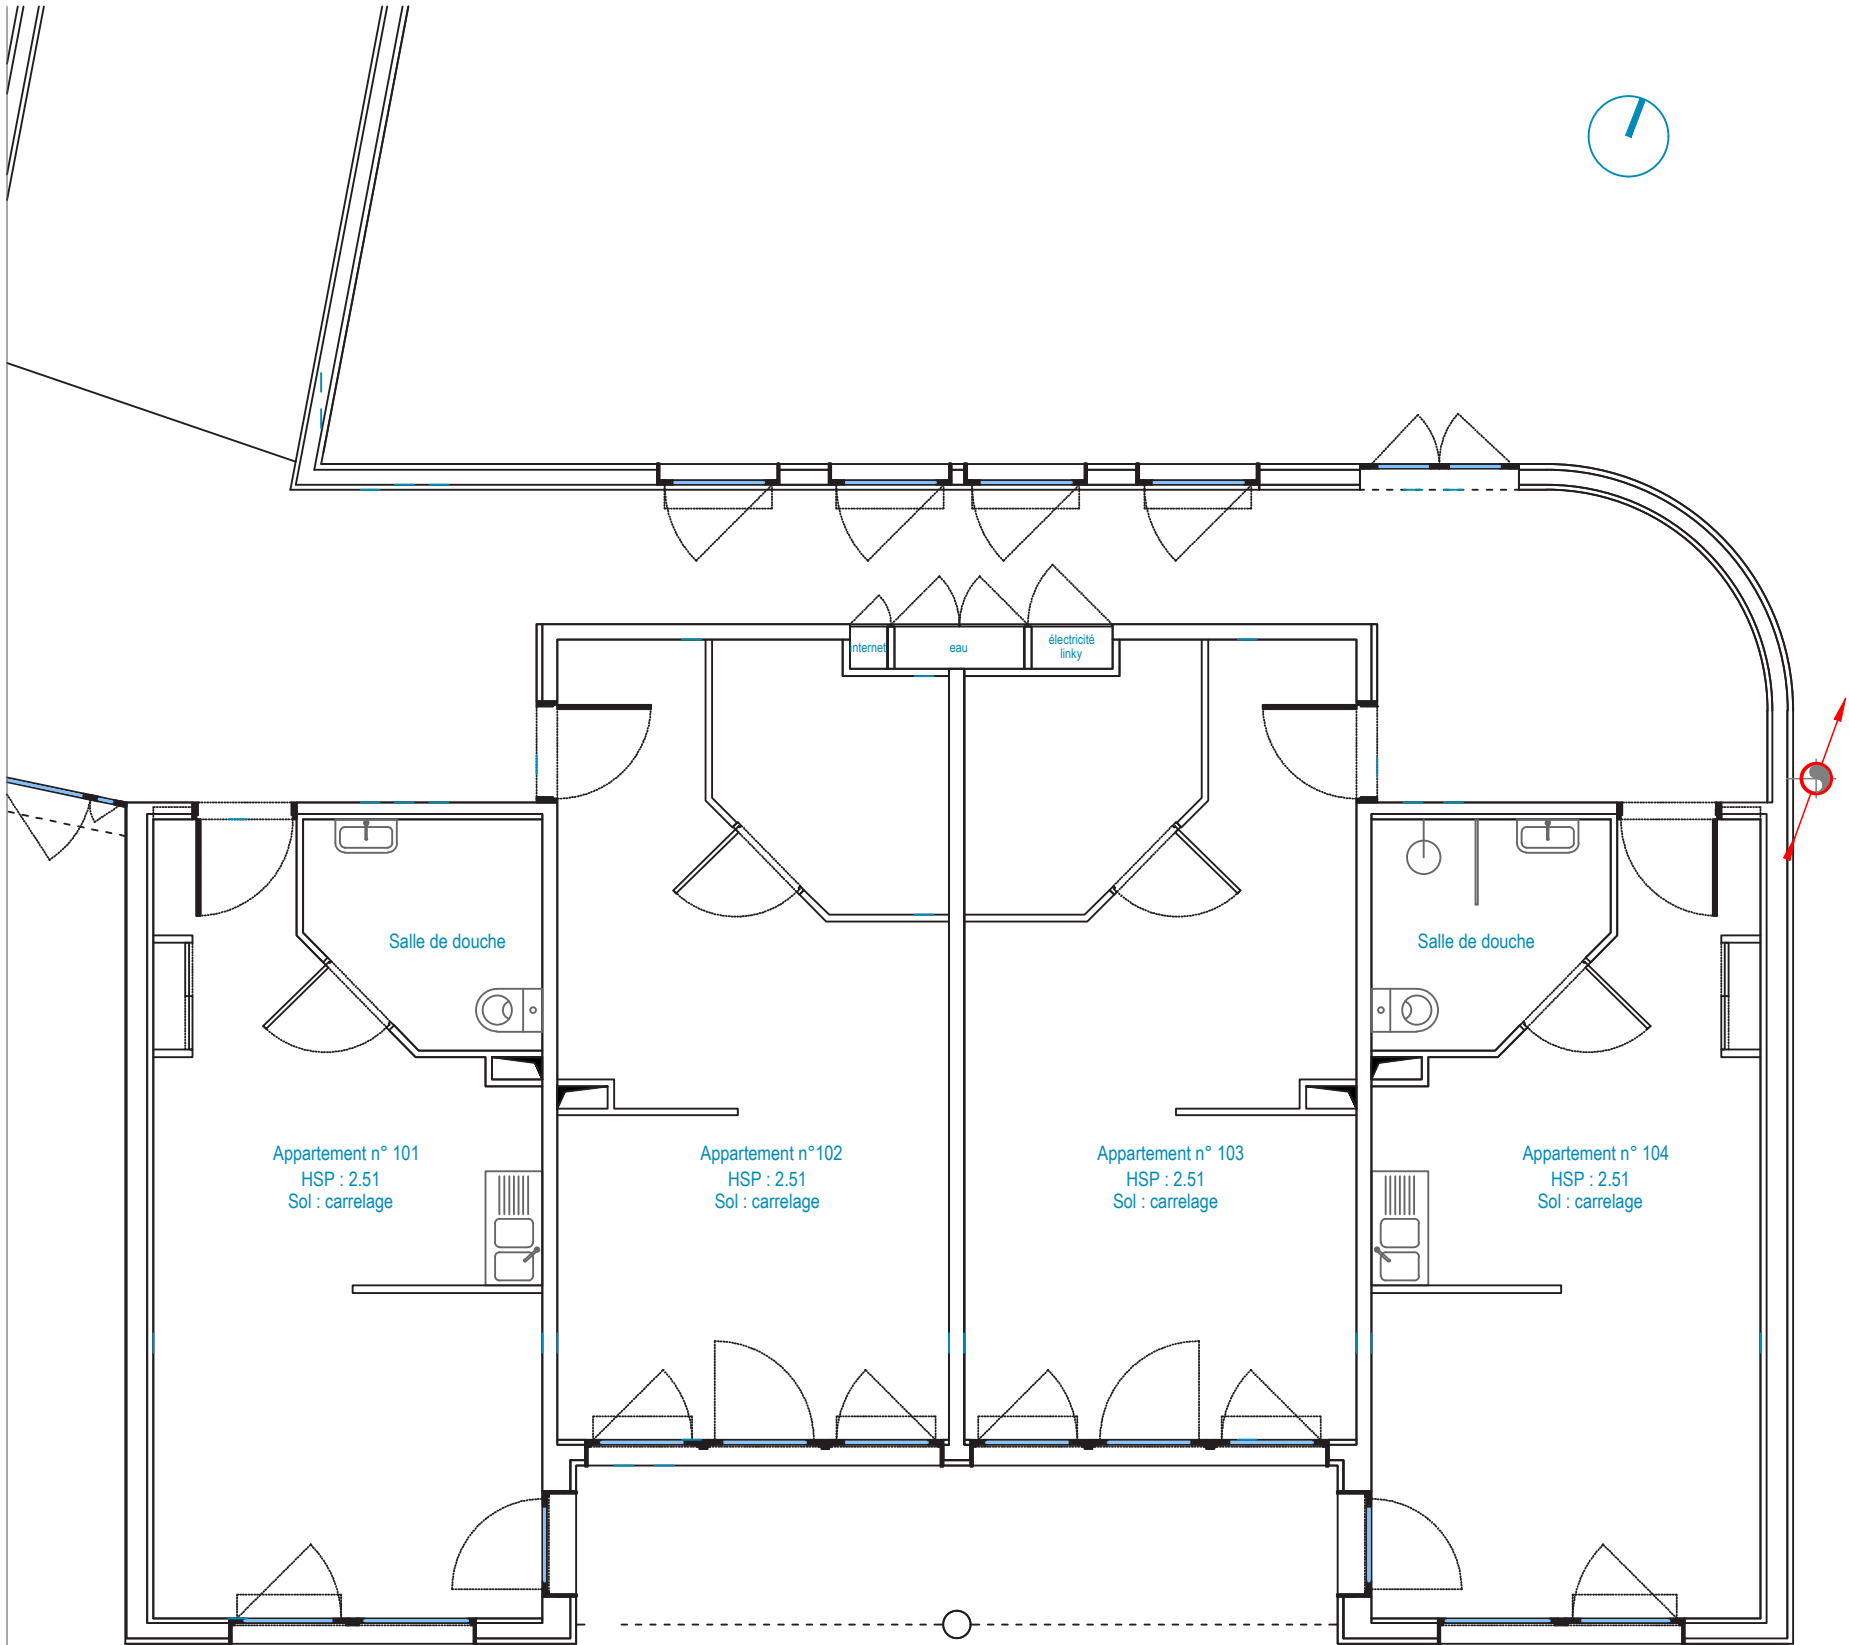 internet
eau
électricité
linky
Salle de douche
Salle de douche
Appartement n° 101
HSP : 2.51
Sol : carrelage
Appartement n°102
HSP : 2.51
Sol : carrelage
Appartement n° 103
HSP : 2.51
Sol : carrelage
Appartement n° 104
HSP : 2.51
Sol : carrelage